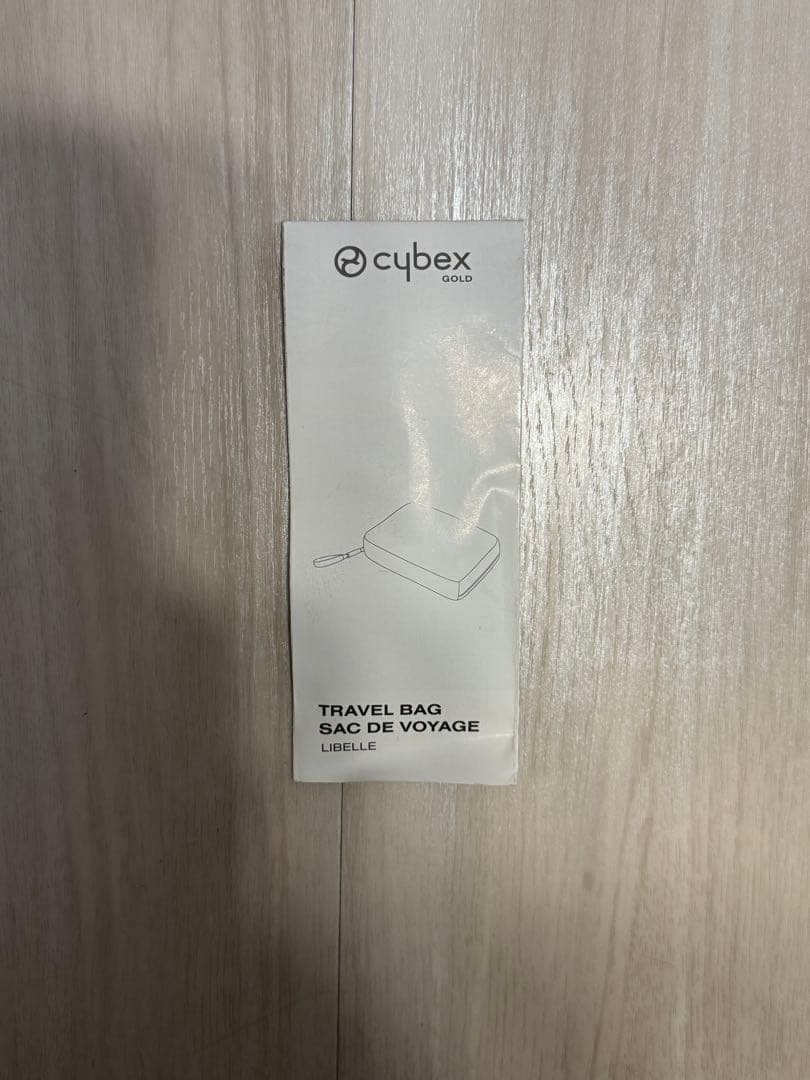 cybex
GOLD
TRAVEL BAG
SAC DE VOYAGE
LIBELLE